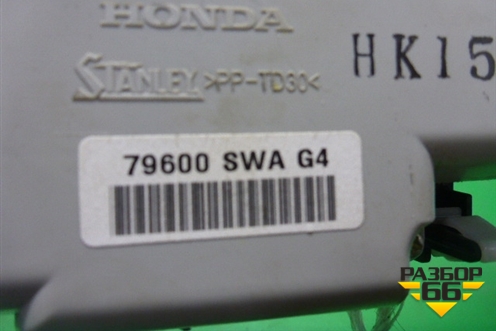 HONDA
STANLEY >PP-TD30<
HK15
79600 SWA G4
РАЗБОР
66